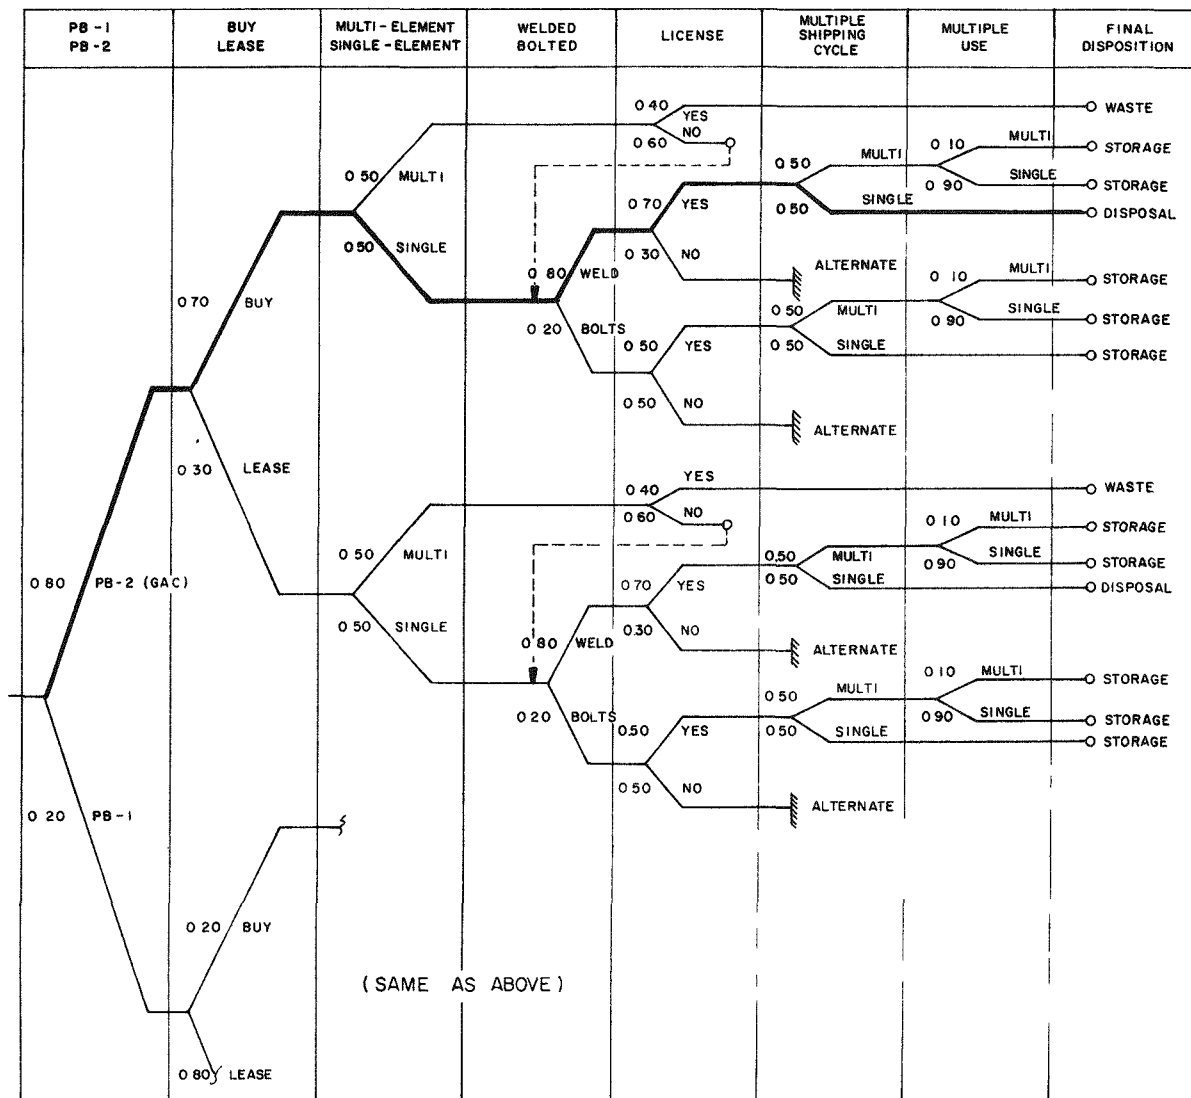 PB-1
PB-2
BUY
LEASE
MULTI-ELEMENT
SINGLE-ELEMENT
WELDED
BOLTED
LICENSE
MULTIPLE
SHIPPING
CYCLE
MULTIPLE
USE
FINAL
DISPOSITION
0 40
YES
NO
0 60
WASTE
0 50
MULTI
0 10
MULTI
STORAGE
0 50
MULTI
0 90
SINGLE
STORAGE
0 70
YES
0 50
SINGLE
DISPOSAL
0 50
SINGLE
0 30
NO
ALTERNATE
0 80
WELD
0 10
MULTI
STORAGE
0 70
BUY
0 50
MULTI
0 90
SINGLE
STORAGE
0 20
BOLTS
0 50
YES
0 50
SINGLE
STORAGE
0 50
NO
ALTERNATE
0 30
LEASE
0 40
YES
WASTE
0 60
NO
0 10
MULTI
STORAGE
0 50
MULTI
0.50
MULTI
0 90
SINGLE
STORAGE
0 80
PB-2 (GAC)
0 70
YES
0 50
SINGLE
DISPOSAL
0 50
SINGLE
0.30
NO
ALTERNATE
0 80
WELD
0 10
MULTI
STORAGE
0 50
MULTI
0 90
SINGLE
STORAGE
0 20
BOLTS
0.50
YES
0 50
SINGLE
STORAGE
0 50
NO
ALTERNATE
0 20
PB-1
0 20
BUY
(SAME AS ABOVE)
0 80
LEASE